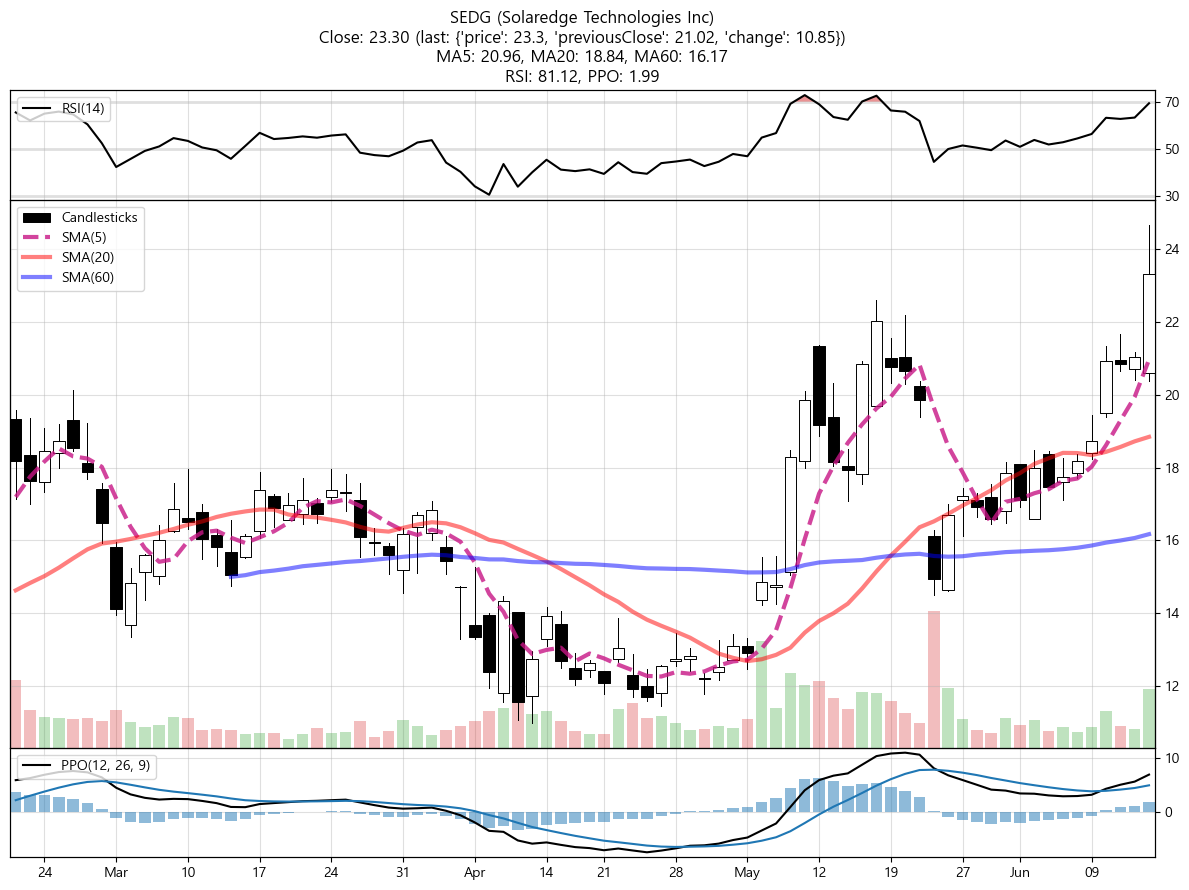 SEDG (Solaredge Technologies Inc)
Close: 23.30 (last: {'price': 23.3, 'previousClose': 21.02, 'change': 10.85})
MA5: 20.96, MA20: 18.84, MA60: 16.17
RSI: 81.12, PPO: 1.99
RSI(14)
70
50
30
Candlesticks
SMA(5)
SMA(20)
SMA(60)
24
22
20
18
16
14
12
PPO(12, 26, 9)
10
0
24 Mar 10 17 24 31 Apr 14 21 28 May 12 19 27 Jun 09